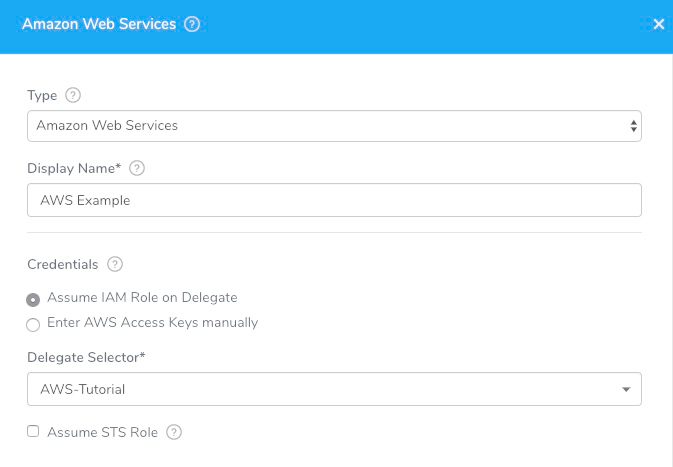 Amazon Web Services ?
Type ?
Amazon Web Services
Display Name* ?
AWS Example
Credentials ?
Assume IAM Role on Delegate
Enter AWS Access Keys manually
Delegate Selector*
AWS-Tutorial
Assume STS Role ?